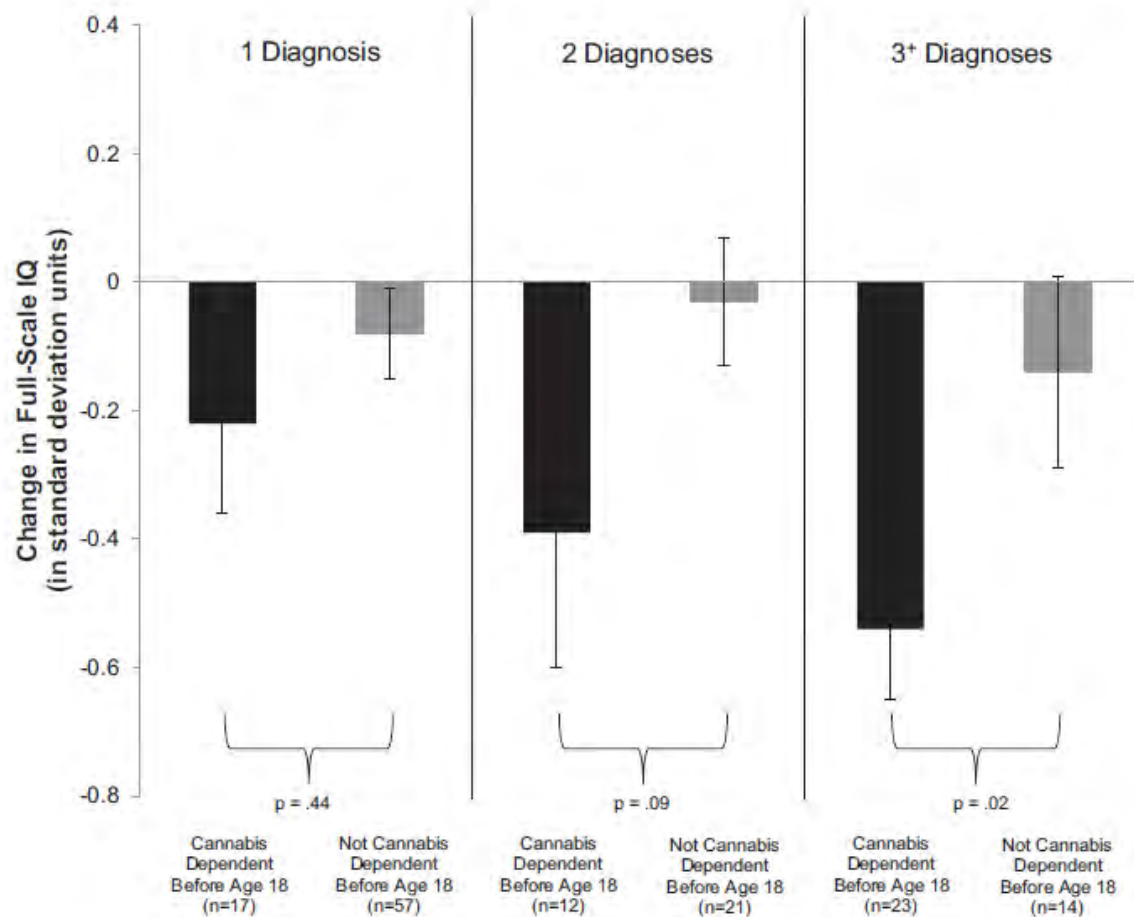 1 Diagnosis
2 Diagnoses
3+ Diagnoses
0.4
0.2
0
-0.2
-0.4
-0.6
-0.8
Change in Full-Scale IQ
(in standard deviation units)
p = .44
p = .09
p = .02
Cannabis
Dependent
Before Age 18
(n=17)
Not Cannabis
Dependent
Before Age 18
(n=57)
Cannabis
Dependent
Before Age 18
(n=12)
Not Cannabis
Dependent
Before Age 18
(n=21)
Cannabis
Dependent
Before Age 18
(n=23)
Not Cannabis
Dependent
Before Age 18
(n=14)